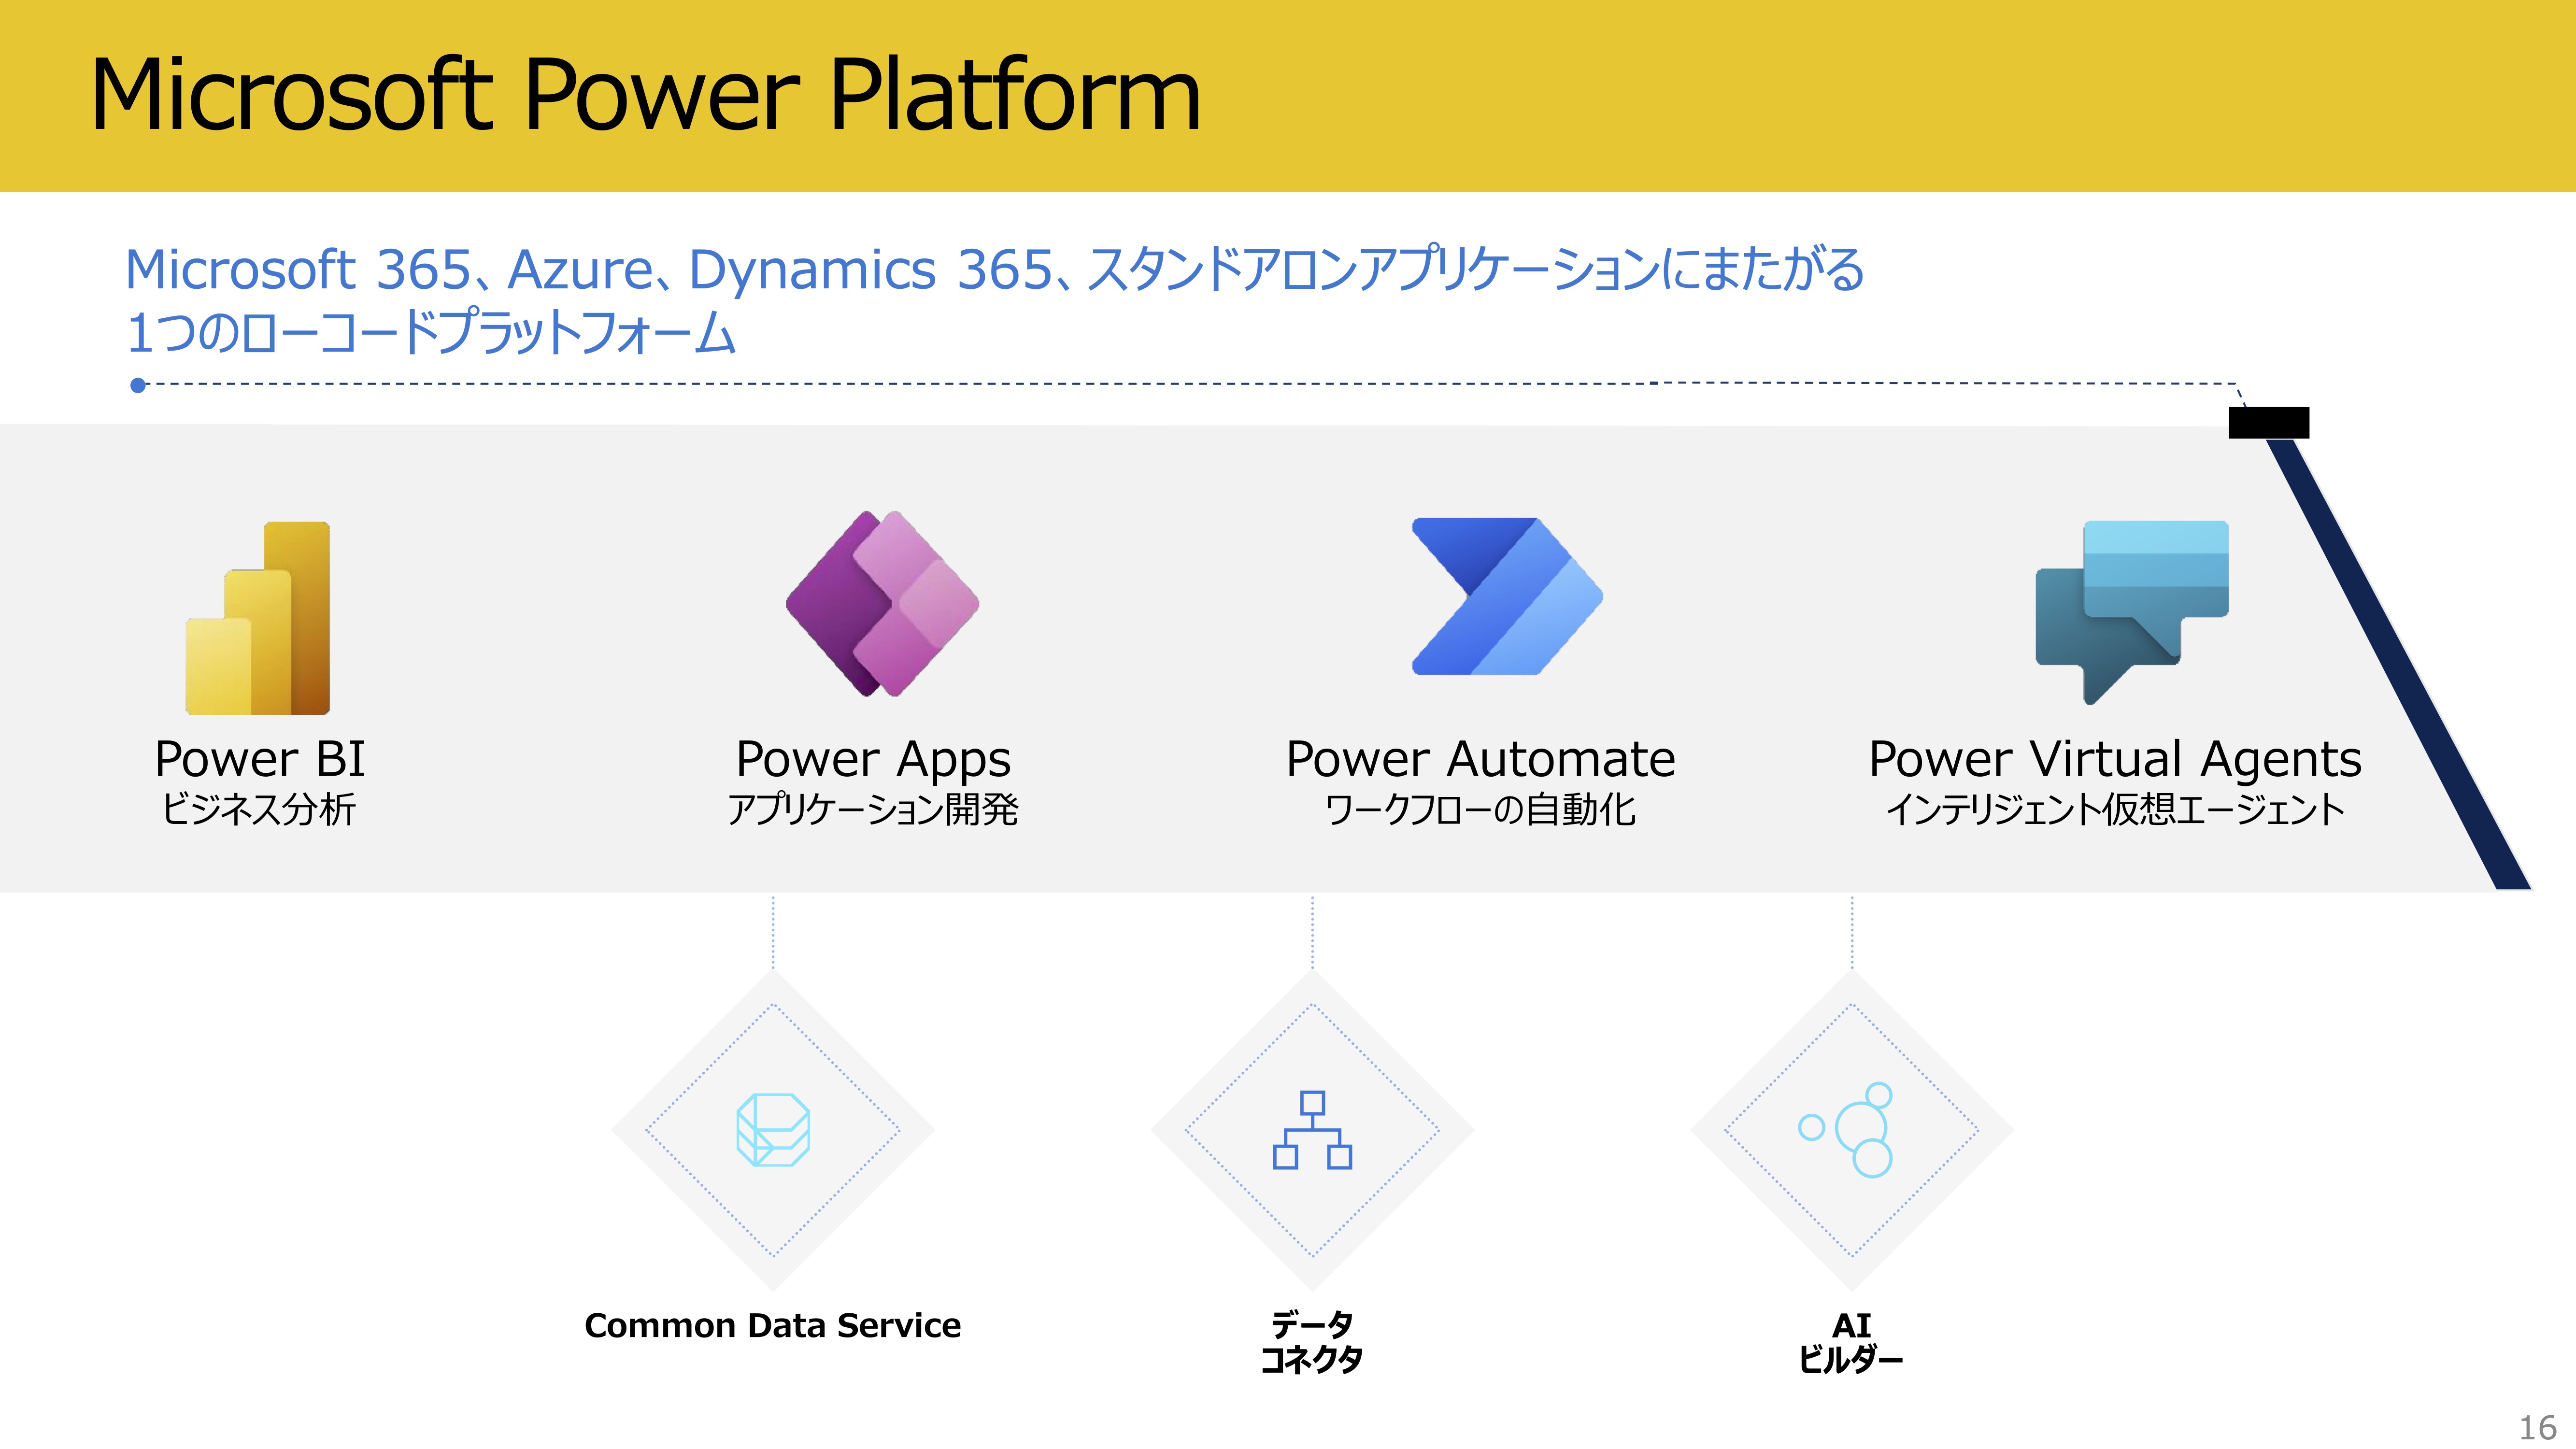 Microsoft Power Platform
Microsoft 365、Azure、Dynamics 365、スタンドアロンアプリケーションにまたがる
1つのローコードプラットフォーム
Power BI
ビジネス分析
Power Apps
アプリケーション開発
Power Automate
ワークフローの自動化
Power Virtual Agents
インテリジェント仮想エージェント
Common Data Service
データ
コネクタ
AI
ビルダー
16